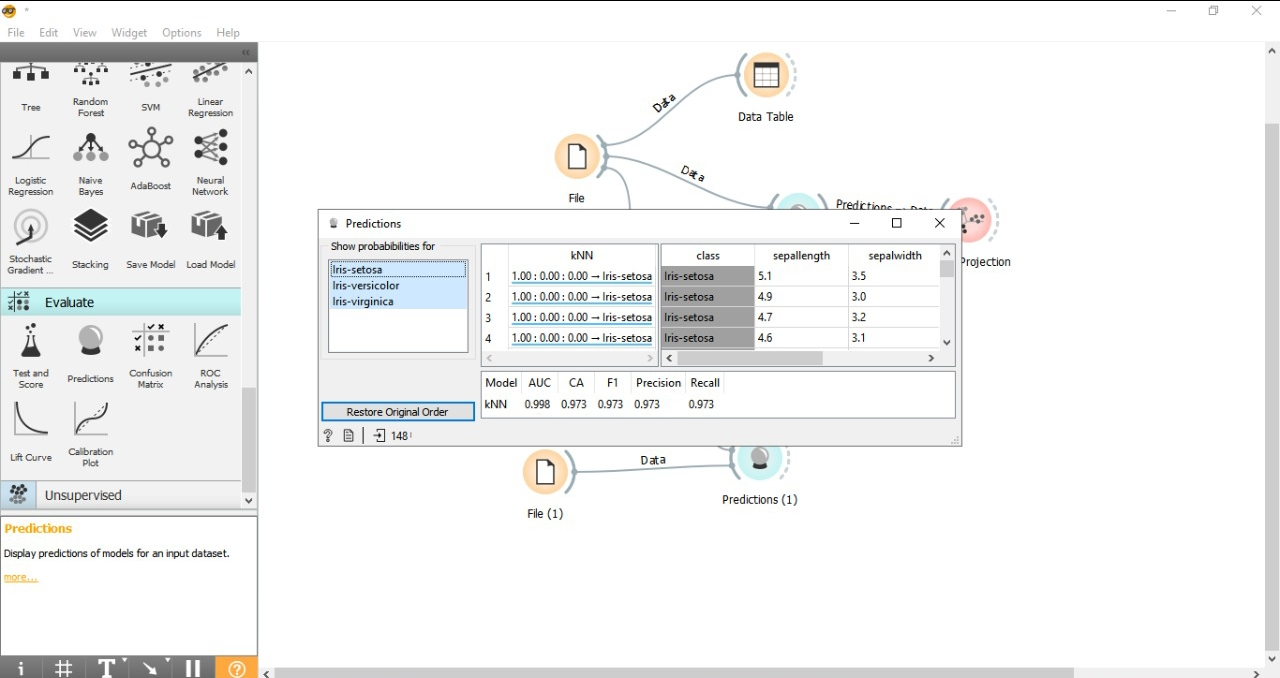 File Edit View Widget Options Help
Tree Random Forest SVM Linear Regression
Logistic Regression Naive Bayes AdaBoost Neural Network
Stochastic Gradient ... Stacking Save Model Load Model
Evaluate
Test and Score Predictions Confusion Matrix ROC Analysis
Lift Curve Calibration Plot
Unsupervised
Predictions
Display predictions of models for an input dataset.
more...
Data
Data Table
File
Data
Predictions → Data
Projection
Predictions
Show probabilities for
Iris-setosa
Iris-versicolor
Iris-virginica
Restore Original Order
148
kNN class sepallength sepalwidth
1 1.00 : 0.00 : 0.00 → Iris-setosa Iris-setosa 5.1 3.5
2 1.00 : 0.00 : 0.00 → Iris-setosa Iris-setosa 4.9 3.0
3 1.00 : 0.00 : 0.00 → Iris-setosa Iris-setosa 4.7 3.2
4 1.00 : 0.00 : 0.00 → Iris-setosa Iris-setosa 4.6 3.1
Model AUC CA F1 Precision Recall
kNN 0.998 0.973 0.973 0.973 0.973
Data
File (1)
Predictions (1)